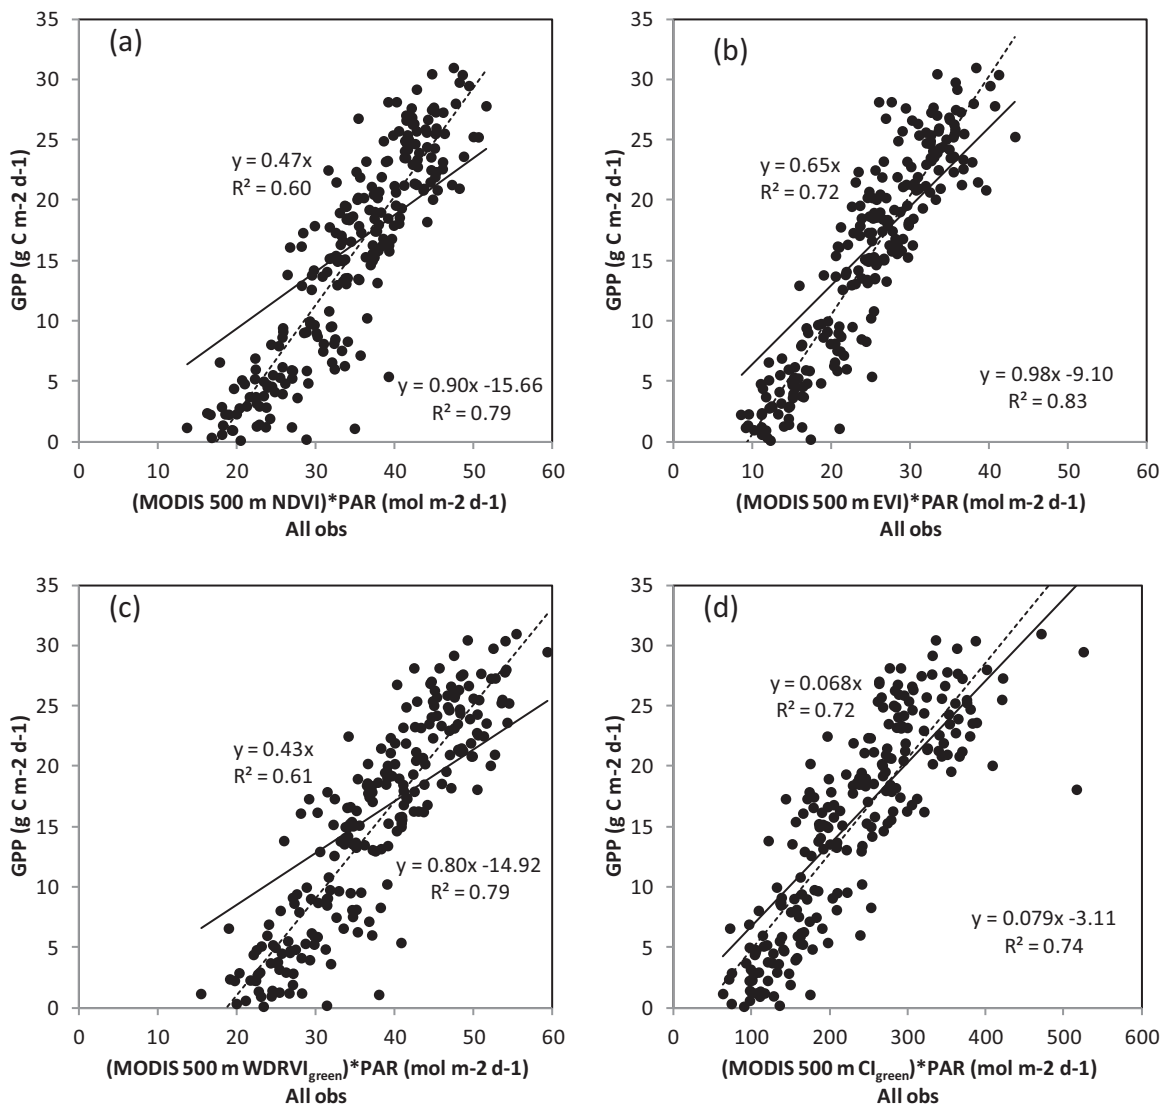 (a)
35
30
25
20
15
10
5
0
GPP (g C m-2 d-1)
y = 0.47x
R² = 0.60
y = 0.90x -15.66
R² = 0.79
0 10 20 30 40 50 60
(MODIS 500 m NDVI)*PAR (mol m-2 d-1)
All obs
(b)
35
30
25
20
15
10
5
0
GPP (g C m-2 d-1)
y = 0.65x
R² = 0.72
y = 0.98x -9.10
R² = 0.83
0 10 20 30 40 50 60
(MODIS 500 m EVI)*PAR (mol m-2 d-1)
All obs
(c)
35
30
25
20
15
10
5
0
GPP (g C m-2 d-1)
y = 0.43x
R² = 0.61
y = 0.80x -14.92
R² = 0.79
0 10 20 30 40 50 60
(MODIS 500 m WDRVIgreen)*PAR (mol m-2 d-1)
All obs
(d)
35
30
25
20
15
10
5
0
GPP (g C m-2 d-1)
y = 0.068x
R² = 0.72
y = 0.079x -3.11
R² = 0.74
0 100 200 300 400 500 600
(MODIS 500 m CIgreen)*PAR (mol m-2 d-1)
All obs